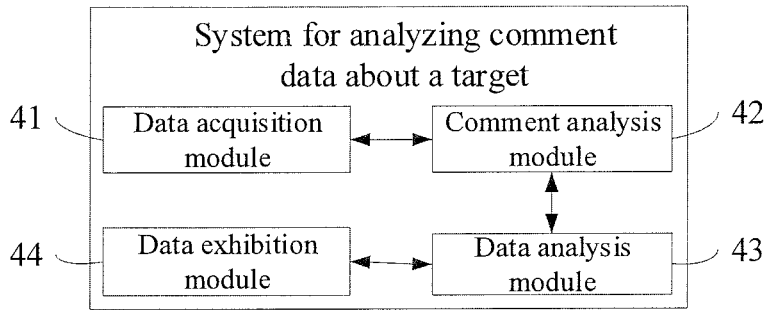 System for analyzing comment
data about a target
41
Data acquisition
module
Comment analysis
module
42
44
Data exhibition
module
Data analysis
module
43